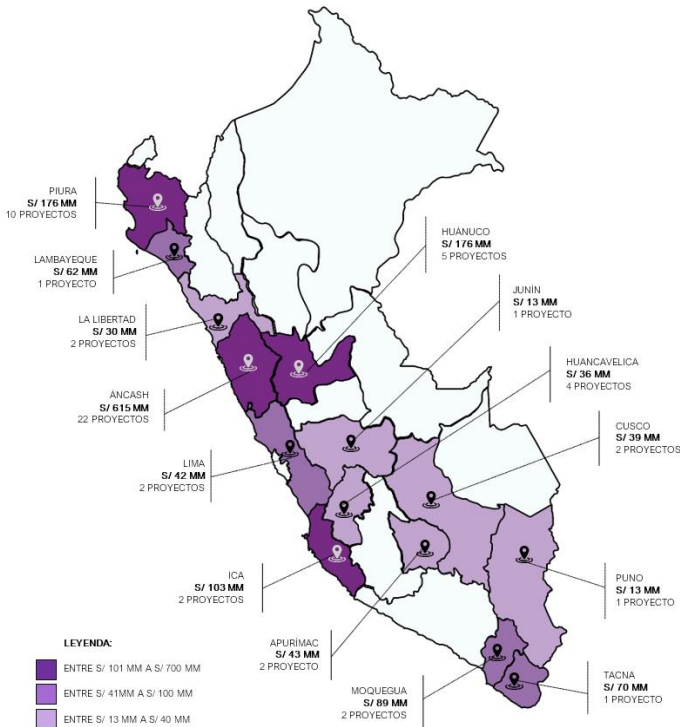 PIURA
S/ 176 MM
10 PROYECTOS
LAMBAYEQUE
S/ 62 MM
1 PROYECTO
LA LIBERTAD
S/ 30 MM
2 PROYECTOS
ÁNCASH
S/ 615 MM
22 PROYECTOS
LIMA
S/ 42 MM
2 PROYECTOS
ICA
S/ 103 MM
2 PROYECTOS
APURÍMAC
S/ 43 MM
2 PROYECTO
MOQUEGUA
S/ 89 MM
2 PROYECTOS
HUÁNUCO
S/ 176 MM
5 PROYECTOS
JUNÍN
S/ 13 MM
1 PROYECTO
HUANCAVELICA
S/ 36 MM
4 PROYECTOS
CUSCO
S/ 39 MM
2 PROYECTOS
PUNO
S/ 13 MM
1 PROYECTO
TACNA
S/ 70 MM
1 PROYECTO
LEYENDA:
ENTRE S/ 101 MM A S/ 700 MM
ENTRE S/ 41MM A S/ 100 MM
ENTRE S/ 13 MM A S/ 40 MM